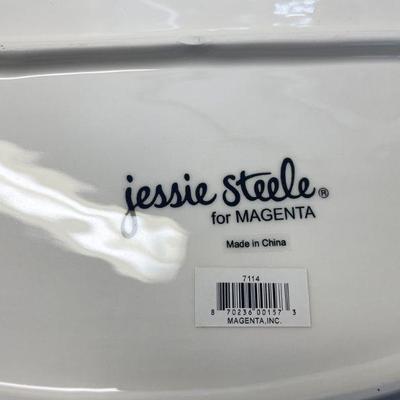 jessie steele®
for MAGENTA
Made in China
7114
8 70236 00157 3
MAGENTA,INC.